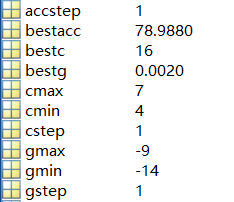 accstep 1
bestacc 78.9880
bestc 16
bestg 0.0020
cmax 7
cmin 4
cstep 1
gmax -9
gmin -14
gstep 1